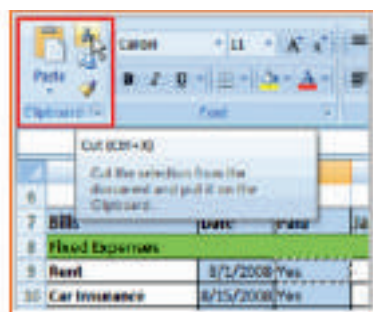 Calibri 11 A A
Paste B I U A
Clipboard Font
Cut (Ctrl+X)
Cut the selection from the
document and put it on the
Clipboard.
6
7 Bills Date Paid
8 Fixed Expenses
9 Rent 8/1/2008 Yes
10 Car Insurance 8/15/2008 Yes